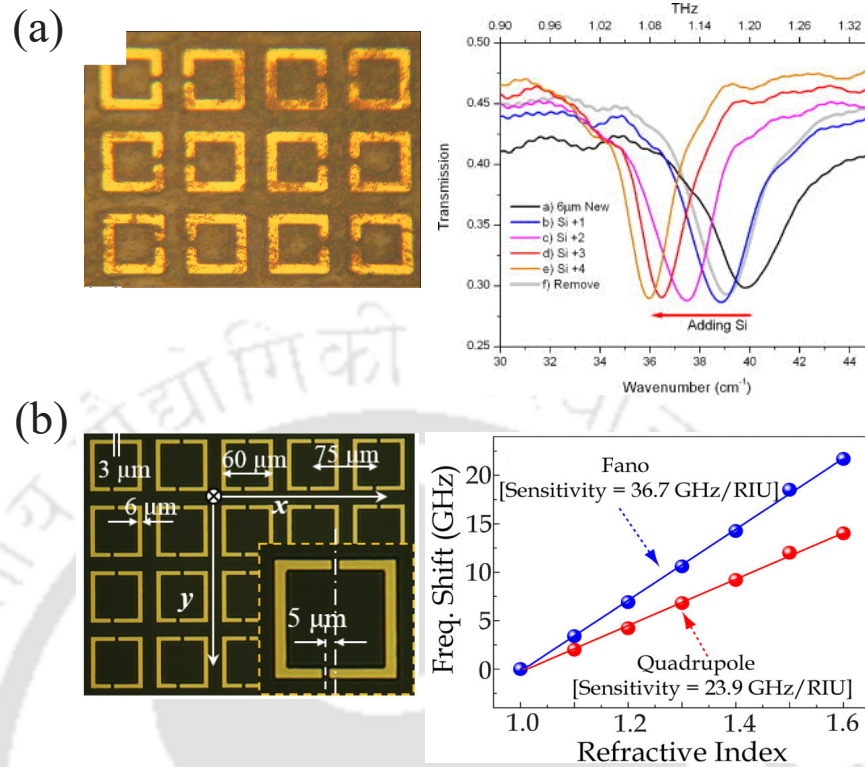 (a)
THz
0.90 0.96 1.02 1.08 1.14 1.20 1.26 1.32
Transmission
0.50
0.45
0.40
0.35
0.30
0.25
a) 6μm New
b) Si +1
c) Si +2
d) Si +3
e) Si +4
f) Remove
Adding Si
30 32 34 36 38 40 42 44
Wavenumber (cm⁻¹)
(b)
3 μm
60 μm
75 μm
6 μm
x
y
5 μm
Freq. Shift (GHz)
20
15
10
5
0
Fano
[Sensitivity = 36.7 GHz/RIU]
Quadrupole
[Sensitivity = 23.9 GHz/RIU]
1.0 1.2 1.4 1.6
Refractive Index